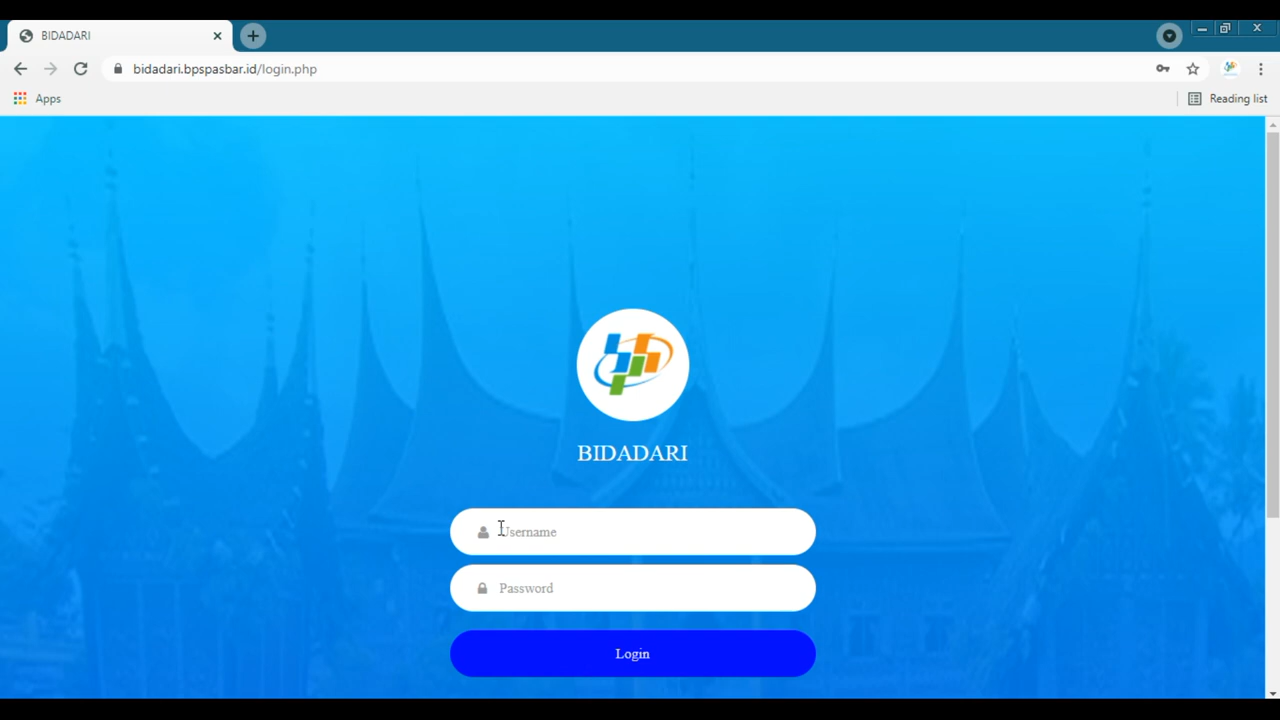 BIDADARI
bidadari.bpspasbar.id/login.php
Apps
Reading list
BIDADARI
Username
Password
Login